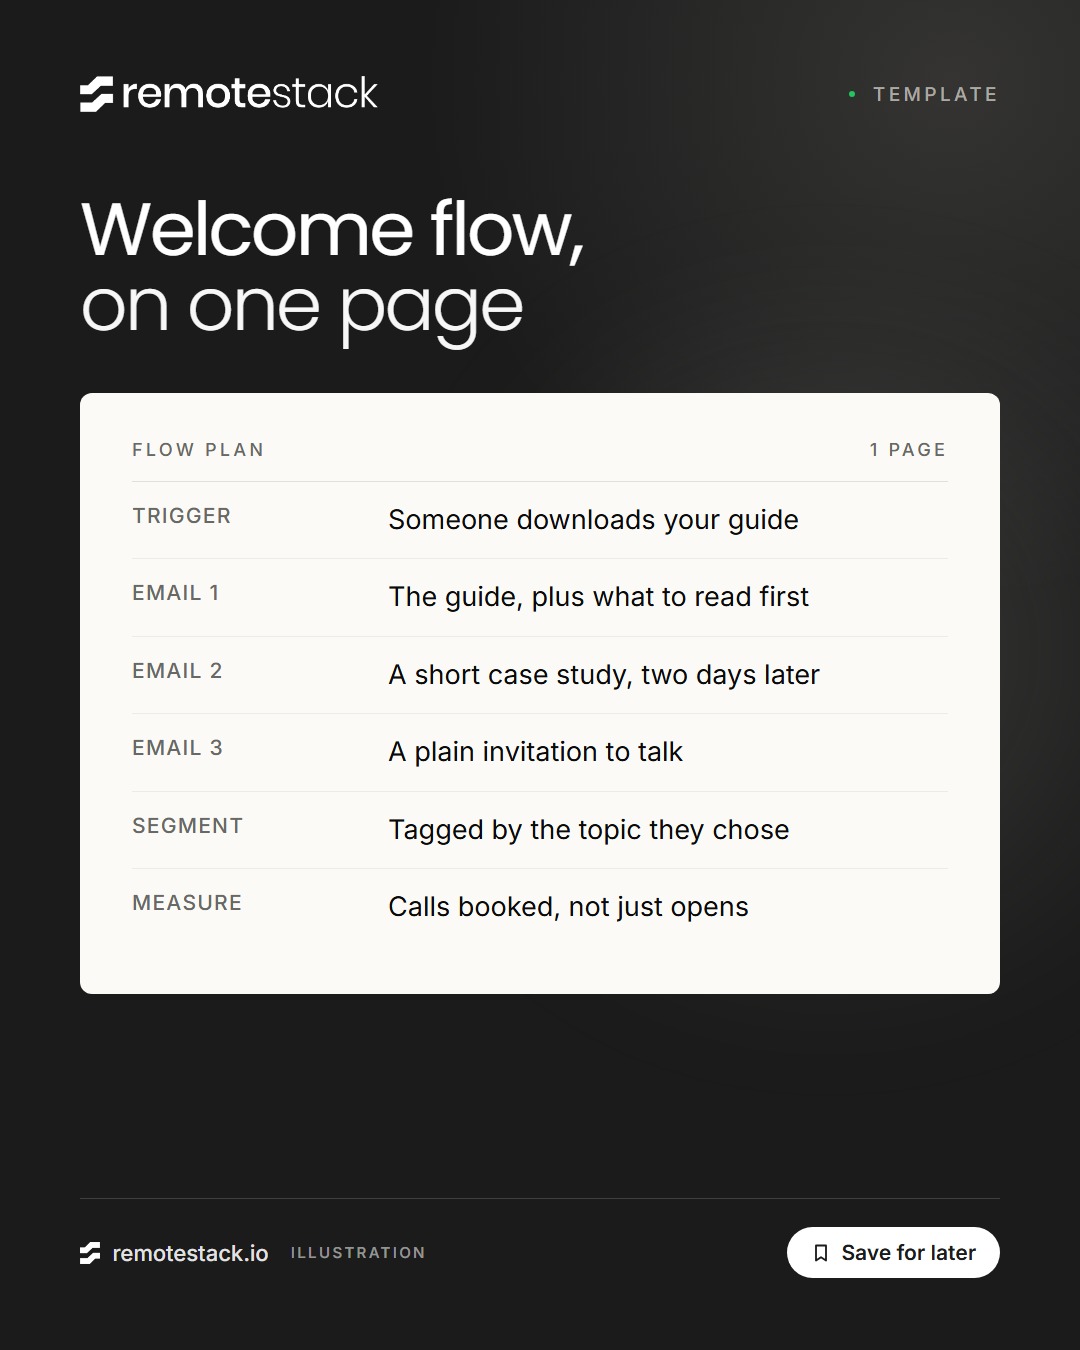 remotestack
TEMPLATE
Welcome flow,
on one page
FLOW PLAN
1 PAGE
TRIGGER
Someone downloads your guide
EMAIL 1
The guide, plus what to read first
EMAIL 2
A short case study, two days later
EMAIL 3
A plain invitation to talk
SEGMENT
Tagged by the topic they chose
MEASURE
Calls booked, not just opens
remotestack.io
ILLUSTRATION
Save for later